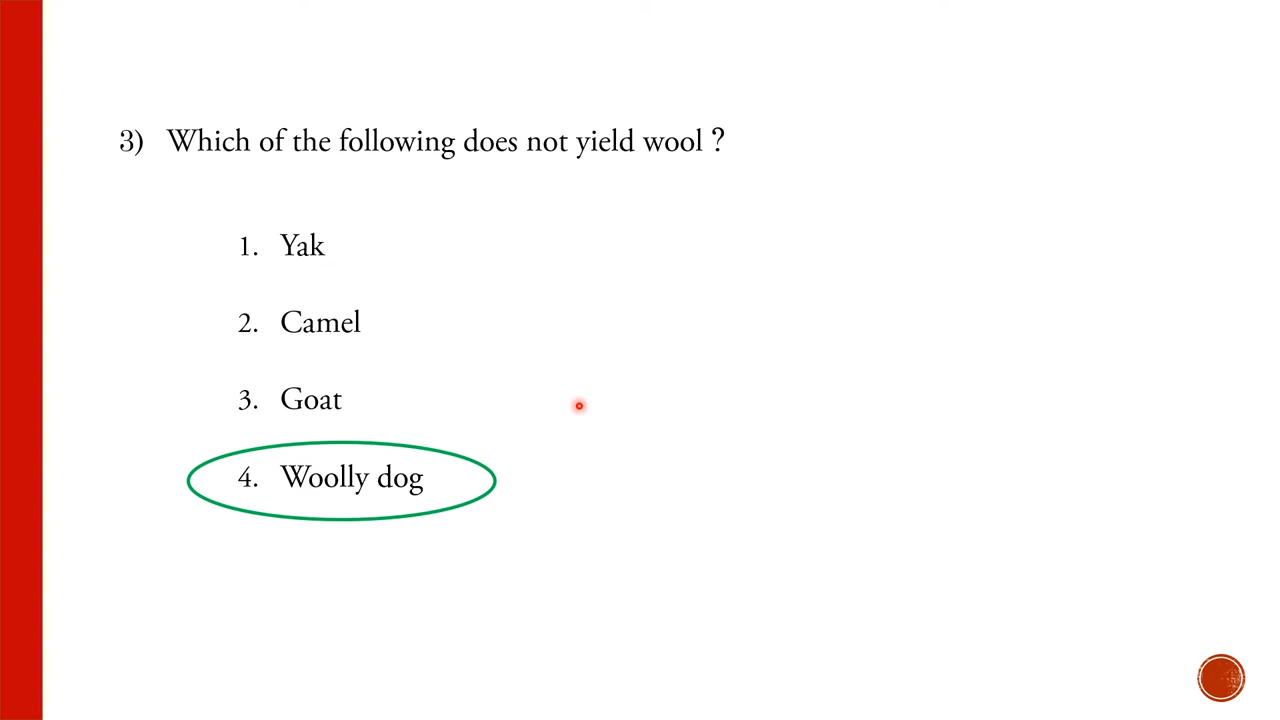 3) Which of the following does not yield wool ?
1. Yak
2. Camel
3. Goat
4. Woolly dog